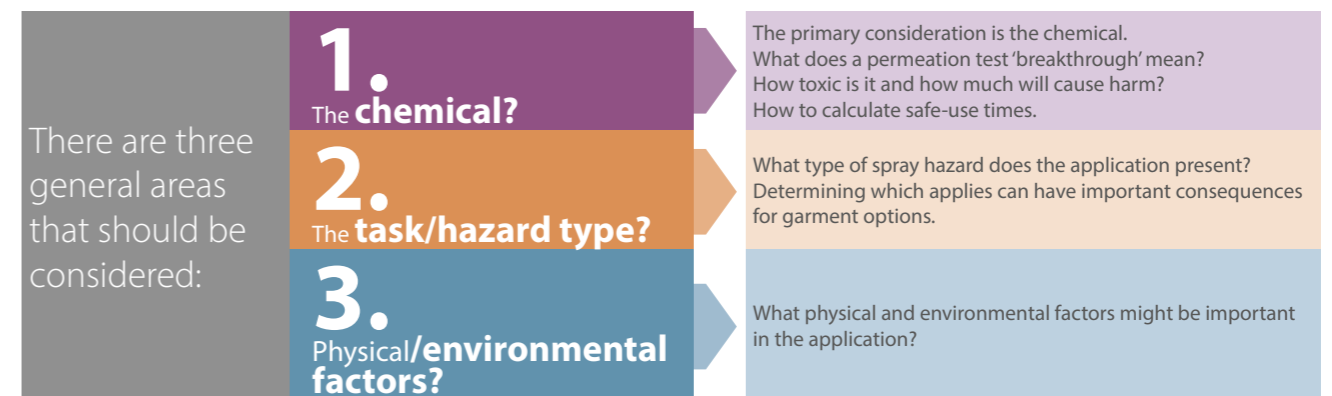 There are three
general areas
that should be
considered:
1.
The chemical?
The primary consideration is the chemical.
What does a permeation test ‘breakthrough’ mean?
How toxic is it and how much will cause harm?
How to calculate safe-use times.
2.
The task/hazard type?
What type of spray hazard does the application present?
Determining which applies can have important consequences
for garment options.
3.
Physical/environmental
factors?
What physical and environmental factors might be important
in the application?